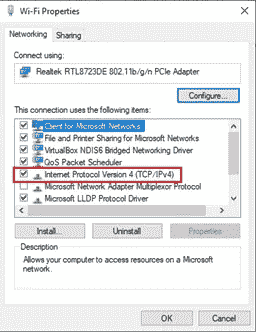 Wi-Fi Properties
Networking
Sharing
Connect using:
Realtek RTL8723DE 802.11b/g/n PCIe Adapter
Configure...
This connection uses the following items:
Client for Microsoft Networks
File and Printer Sharing for Microsoft Networks
VirtualBox NDIS6 Bridged Networking Driver
QoS Packet Scheduler
Internet Protocol Version 4 (TCP/IPv4)
Microsoft Network Adapter Multiplexor Protocol
Microsoft LLDP Protocol Driver
Install...
Uninstall
Properties
Description
Allows your computer to access resources on a Microsoft
network.
OK
Cancel